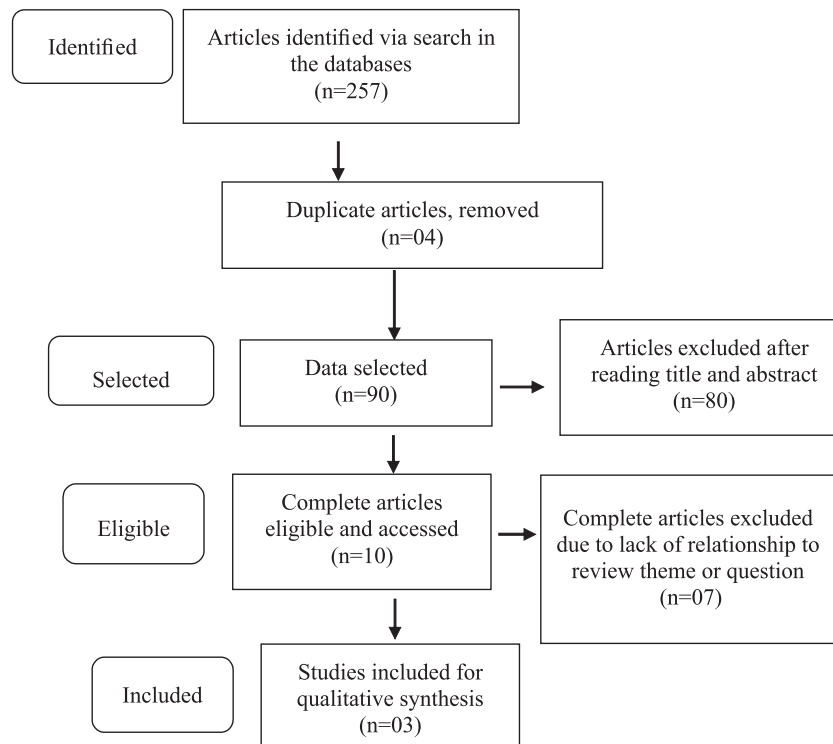 Identified
Articles identified via search in
the databases
(n=257)
Duplicate articles, removed
(n=04)
Selected
Data selected
(n=90)
Articles excluded after
reading title and abstract
(n=80)
Eligible
Complete articles
eligible and accessed
(n=10)
Complete articles excluded
due to lack of relationship to
review theme or question
(n=07)
Included
Studies included for
qualitative synthesis
(n=03)